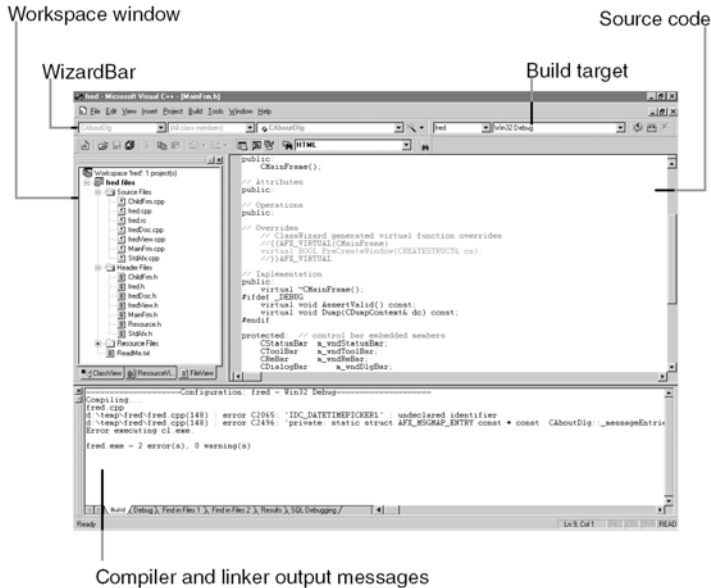 Workspace window
Source code
WizardBar
Build target
fred - Microsoft Visual C++ - [MainFrm.h]
File Edit View Insert Project Build Tools Window Help
CAboutDlg [All class members] CAboutDlg fred Win32 Debug
HTML
Workspace 'fred': 1 project(s)
fred files
Source Files
ChildFrm.cpp
fred.cpp
fred.rc
fredDoc.cpp
fredView.cpp
MainFrm.cpp
StdAfx.cpp
Header Files
ChildFrm.h
fred.h
fredDoc.h
fredView.h
MainFrm.h
Resource.h
StdAfx.h
Resource Files
ReadMe.txt
ClassView ResourceVi... FileView
public:
CMainFrame();
// Attributes
public:
// Operations
public:
// Overrides
// ClassWizard generated virtual function overrides
//{{AFX_VIRTUAL(CMainFrame)
virtual BOOL PreCreateWindow(CREATESTRUCT& cs);
//}}AFX_VIRTUAL
// Implementation
public:
virtual ~CMainFrame();
#ifdef _DEBUG
virtual void AssertValid() const;
virtual void Dump(CDumpContext& dc) const;
#endif
protected: // control bar embedded members
CStatusBar m_wndStatusBar;
CToolBar m_wndToolBar;
CReBar m_wndReBar;
CDialogBar m_wndDlgBar;
--------------------Configuration: fred - Win32 Debug--------------------
Compiling...
fred.cpp
d:\temp\fred\fred.cpp(148) : error C2065: 'IDC_DATETIMEPICKER1' : undeclared identifier
d:\temp\fred\fred.cpp(148) : error C2496: 'private: static struct AFX_MSGMAP_ENTRY const * const CAboutDlg::_messageEntrie
Error executing cl.exe.
fred.exe - 2 error(s), 0 warning(s)
Build Debug Find in Files 1 Find in Files 2 Results SQL Debugging
Ready Ln 9, Col 1 REC COL OVR READ
Compiler and linker output messages